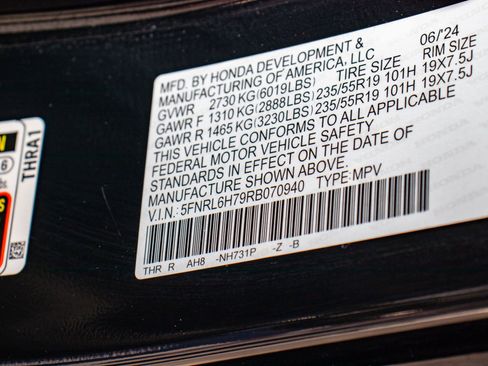 MFD. BY HONDA DEVELOPMENT &
MANUFACTURING OF AMERICA, LLC 06/'24
GVWR 2730 KG(6019LBS) TIRE SIZE RIM SIZE
GAWR F 1310 KG(2888LBS)235/55R19 101H 19X7.5J
GAWR R 1465 KG(3230LBS)235/55R19 101H 19X7.5J
THIS VEHICLE CONFORMS TO ALL APPLICABLE
FEDERAL MOTOR VEHICLE SAFETY
STANDARDS IN EFFECT ON THE DATE OF
MANUFACTURE SHOWN ABOVE.
V.I.N.: 5FNRL6H79RB070940 TYPE:MPV
THR R AH8 -NH731P -Z -B
THRA1